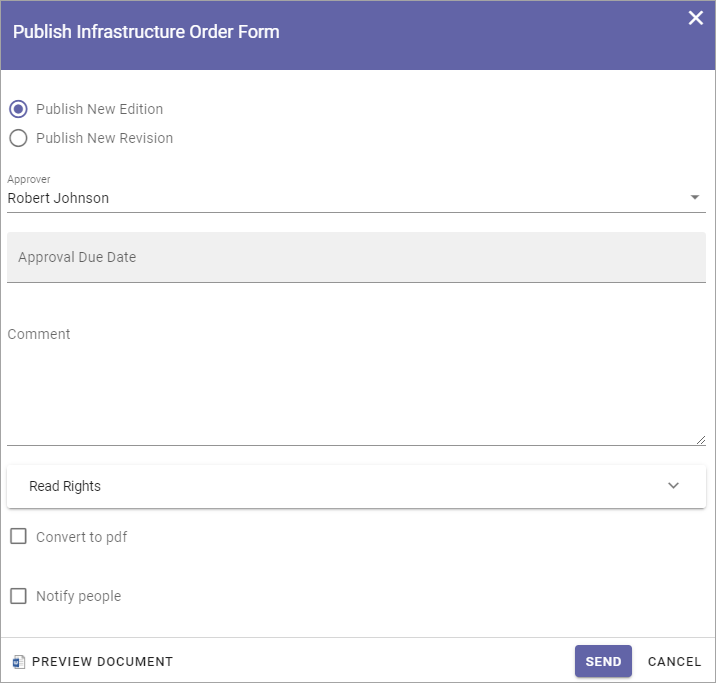 Publish Infrastructure Order Form
Publish New Edition
Publish New Revision
Approver
Robert Johnson
Approval Due Date
Comment
Read Rights
Convert to pdf
Notify people
PREVIEW DOCUMENT
SEND
CANCEL